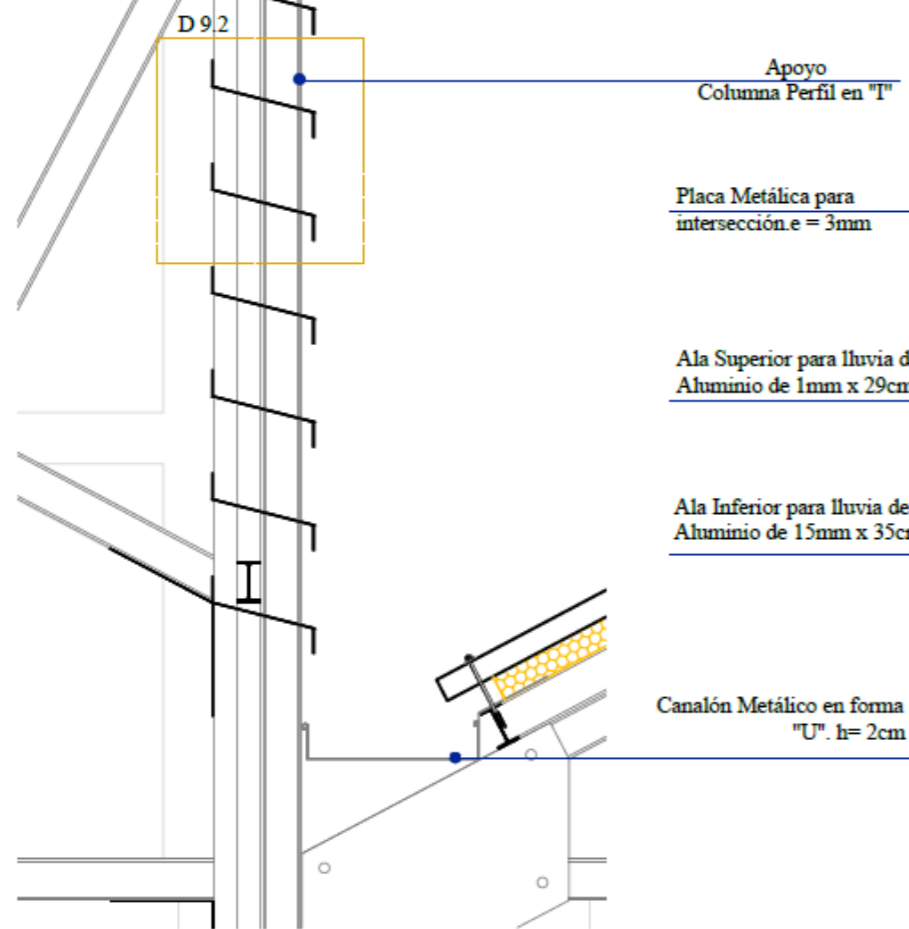 D 9.2
Apoyo
Columna Perfil en "I"
Placa Metálica para
intersección.e = 3mm
Ala Superior para lluvia d
Aluminio de 1mm x 29cm
Ala Inferior para lluvia de
Aluminio de 15mm x 35cm
Canalón Metálico en forma
"U". h= 2cm